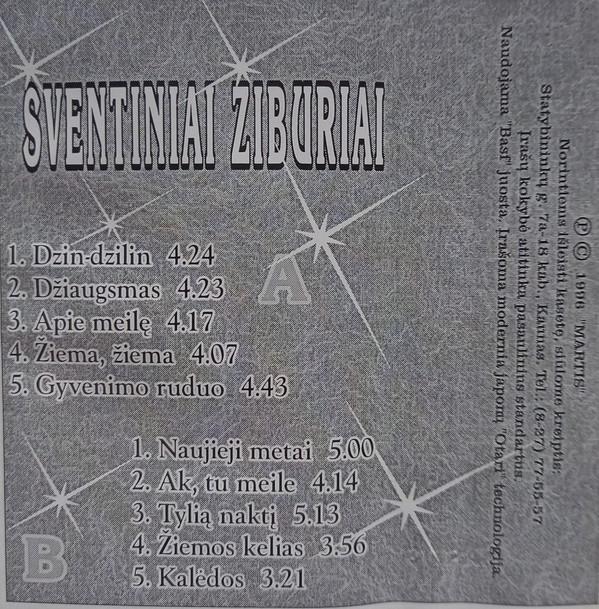 ŠVENTINIAI ŽIBURIAI
A
1. Dzin-dzilin 4.24
2. Džiaugsmas 4.23
3. Apie meilę 4.17
4. Žiema, žiema 4.07
5. Gyvenimo ruduo 4.43
B
1. Naujieji metai 5.00
2. Ak, tu meile 4.14
3. Tylią naktį 5.13
4. Žiemos kelias 3:56
5. Kalėdos 3.21
Ⓟ © 1996 "MARTIS"
Norintiems išleisti kasetę, siūlome kreiptis:
Statybininkų g. 7a-18 kab., Kaunas. Tel.: (8-27) 77-55-57
Įrašų kokybė atitinka pasaulinius standartus.
Naudojama "Basf" juosta. Įrašoma modernia japonų "Otari" technologija